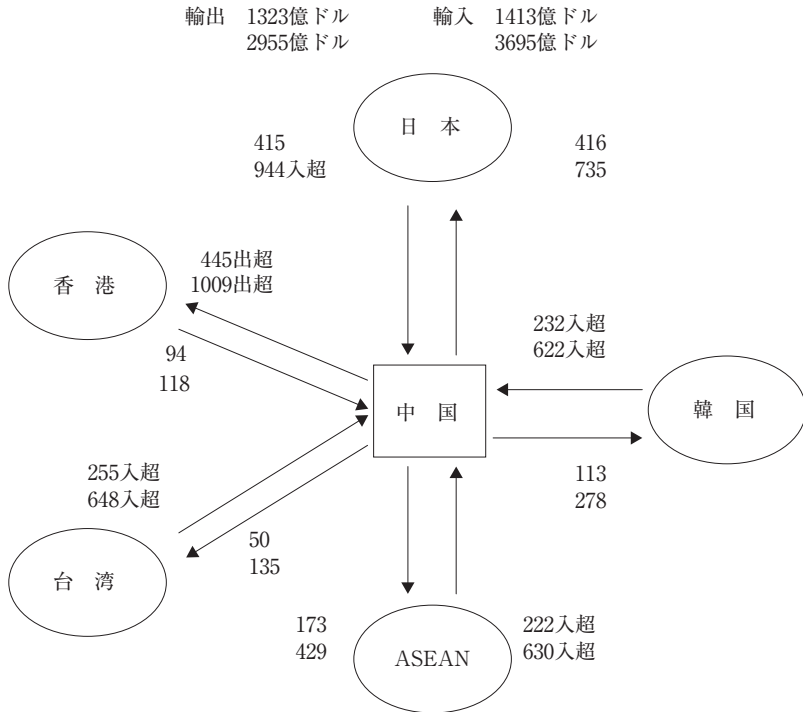 輸出 1323億ドル 輸入 1413億ドル
2955億ドル 3695億ドル
日 本
415
944入超
416
735
香 港
445出超
1009出超
94
118
232入超
622入超
中 国
韓 国
255入超
648入超
113
278
50
135
台 湾
173
429
ASEAN
222入超
630入超